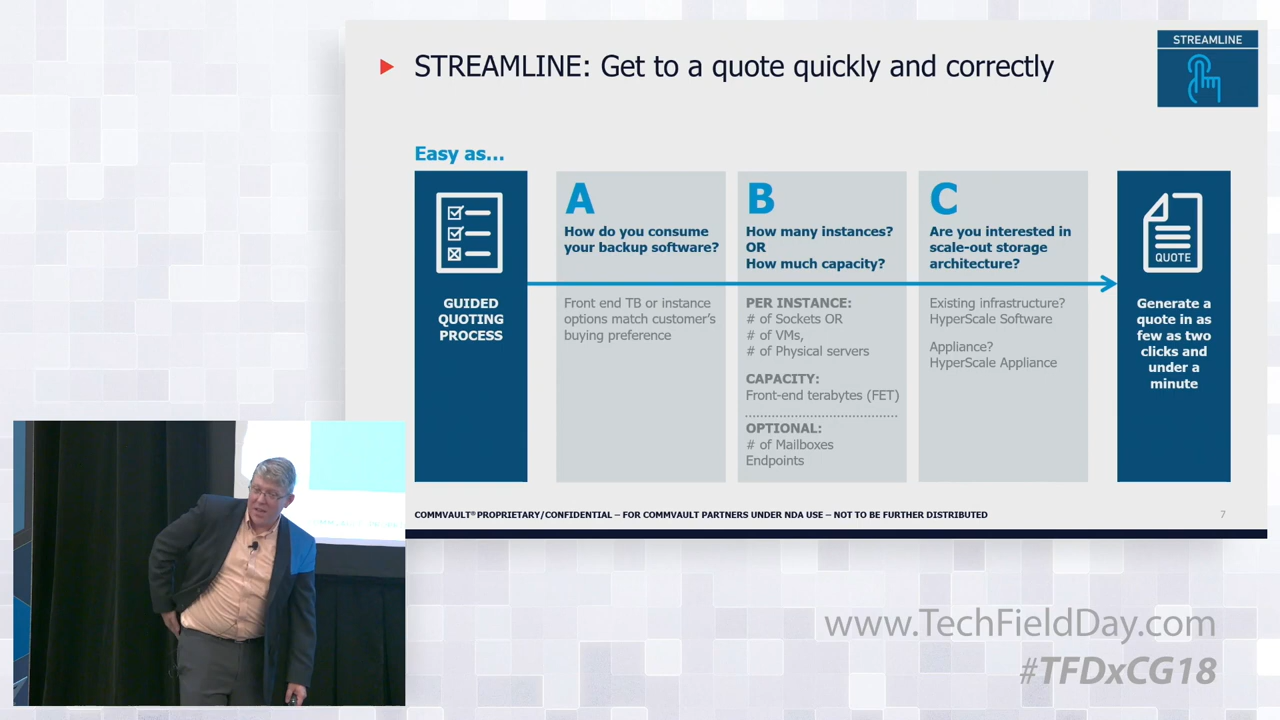 STREAMLINE: Get to a quote quickly and correctly
STREAMLINE
Easy as...
GUIDED
QUOTING
PROCESS
A
How do you consume
your backup software?
Front end TB or instance
options match customer's
buying preference
B
How many instances?
OR
How much capacity?
PER INSTANCE:
# of Sockets OR
# of VMs,
# of Physical servers
CAPACITY:
Front-end terabytes (FET)
OPTIONAL:
# of Mailboxes
Endpoints
C
Are you interested in
scale-out storage
architecture?
Existing infrastructure?
HyperScale Software
Appliance?
HyperScale Appliance
QUOTE
Generate a
quote in as
few as two
clicks and
under a
minute
COMMVAULT® PROPRIETARY/CONFIDENTIAL – FOR COMMVAULT PARTNERS UNDER NDA USE – NOT TO BE FURTHER DISTRIBUTED
7
www.TechFieldDay.com
#TFDxCG18